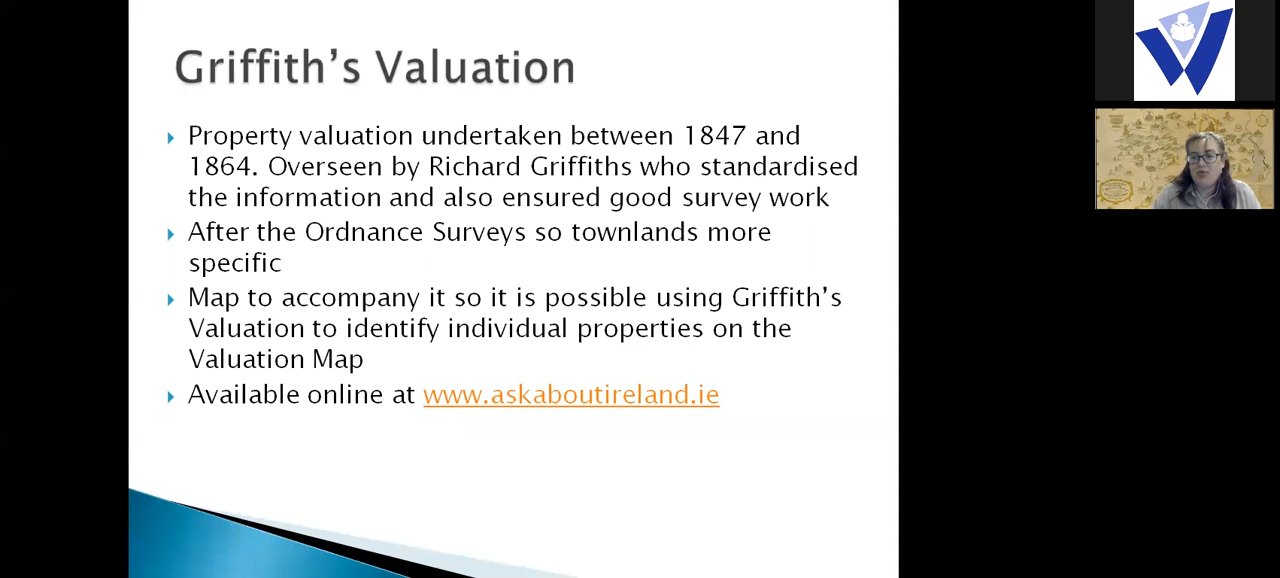 Griffith's Valuation
Property valuation undertaken between 1847 and
1864. Overseen by Richard Griffiths who standardised
the information and also ensured good survey work
After the Ordnance Surveys so townlands more
specific
Map to accompany it so it is possible using Griffith's
Valuation to identify individual properties on the
Valuation Map
Available online at www.askaboutireland.ie